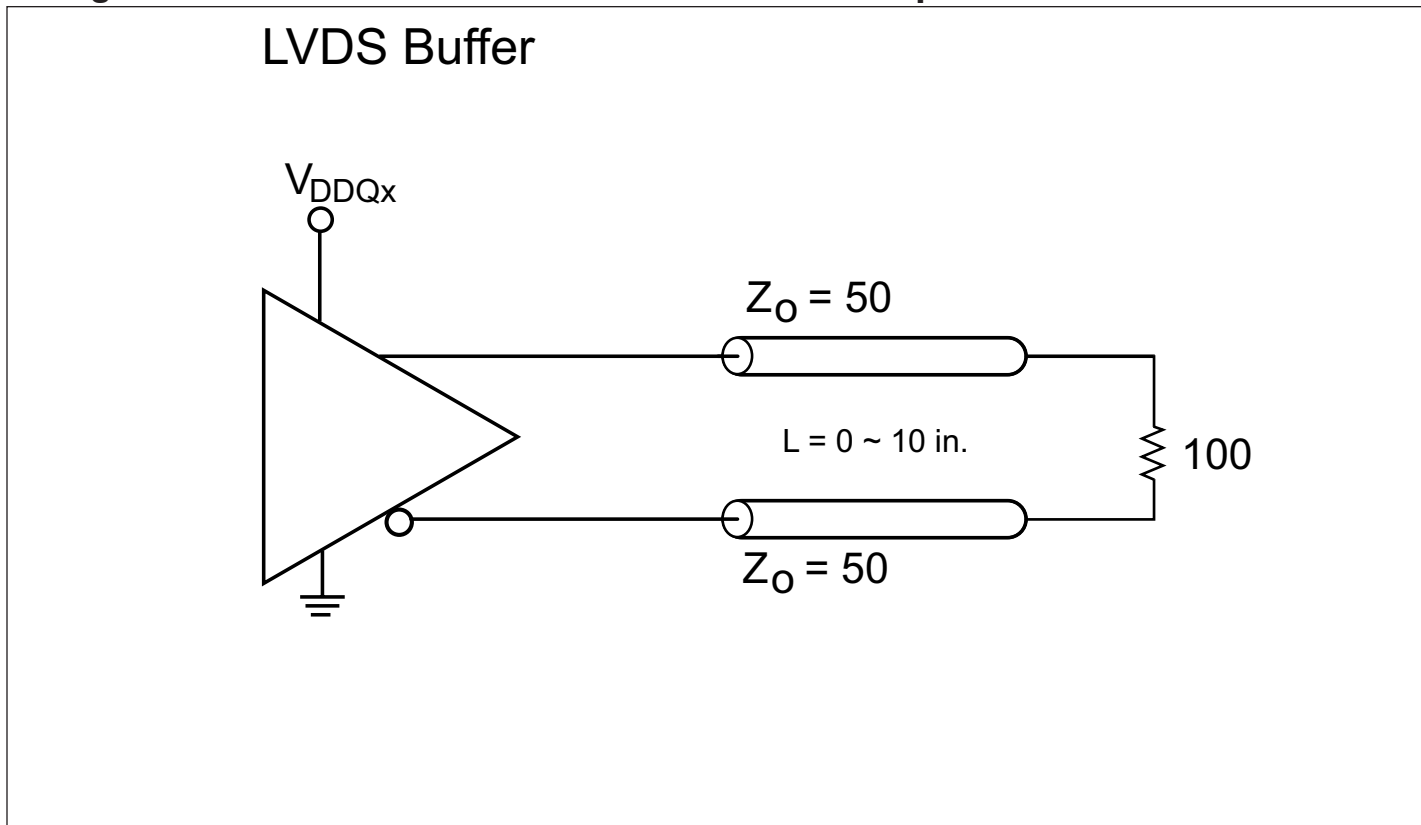 LVDS Buffer
VDDQx
Zo = 50
L = 0 ~ 10 in.
100
Zo = 50